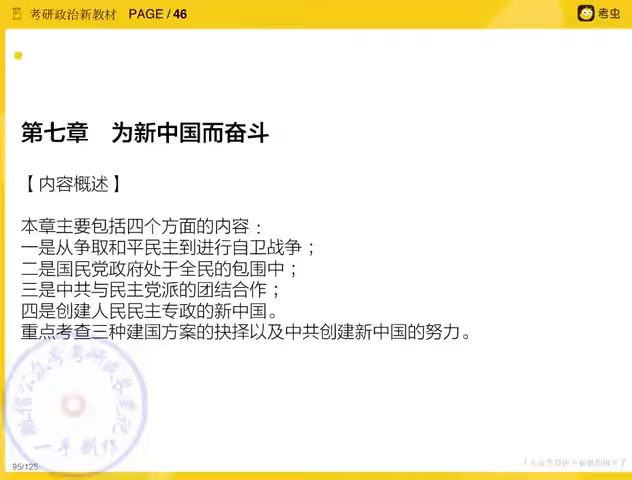 考研政治新教材 PAGE / 46
考虫
第七章 为新中国而奋斗
【内容概述】
本章主要包括四个方面的内容：
一是从争取和平民主到进行自卫战争；
二是国民党政府处于全民的包围中；
三是中共与民主党派的团结合作；
四是创建人民民主专政的新中国。
重点考查三种建国方案的抉择以及中共创建新中国的努力。
一手制作
95/125